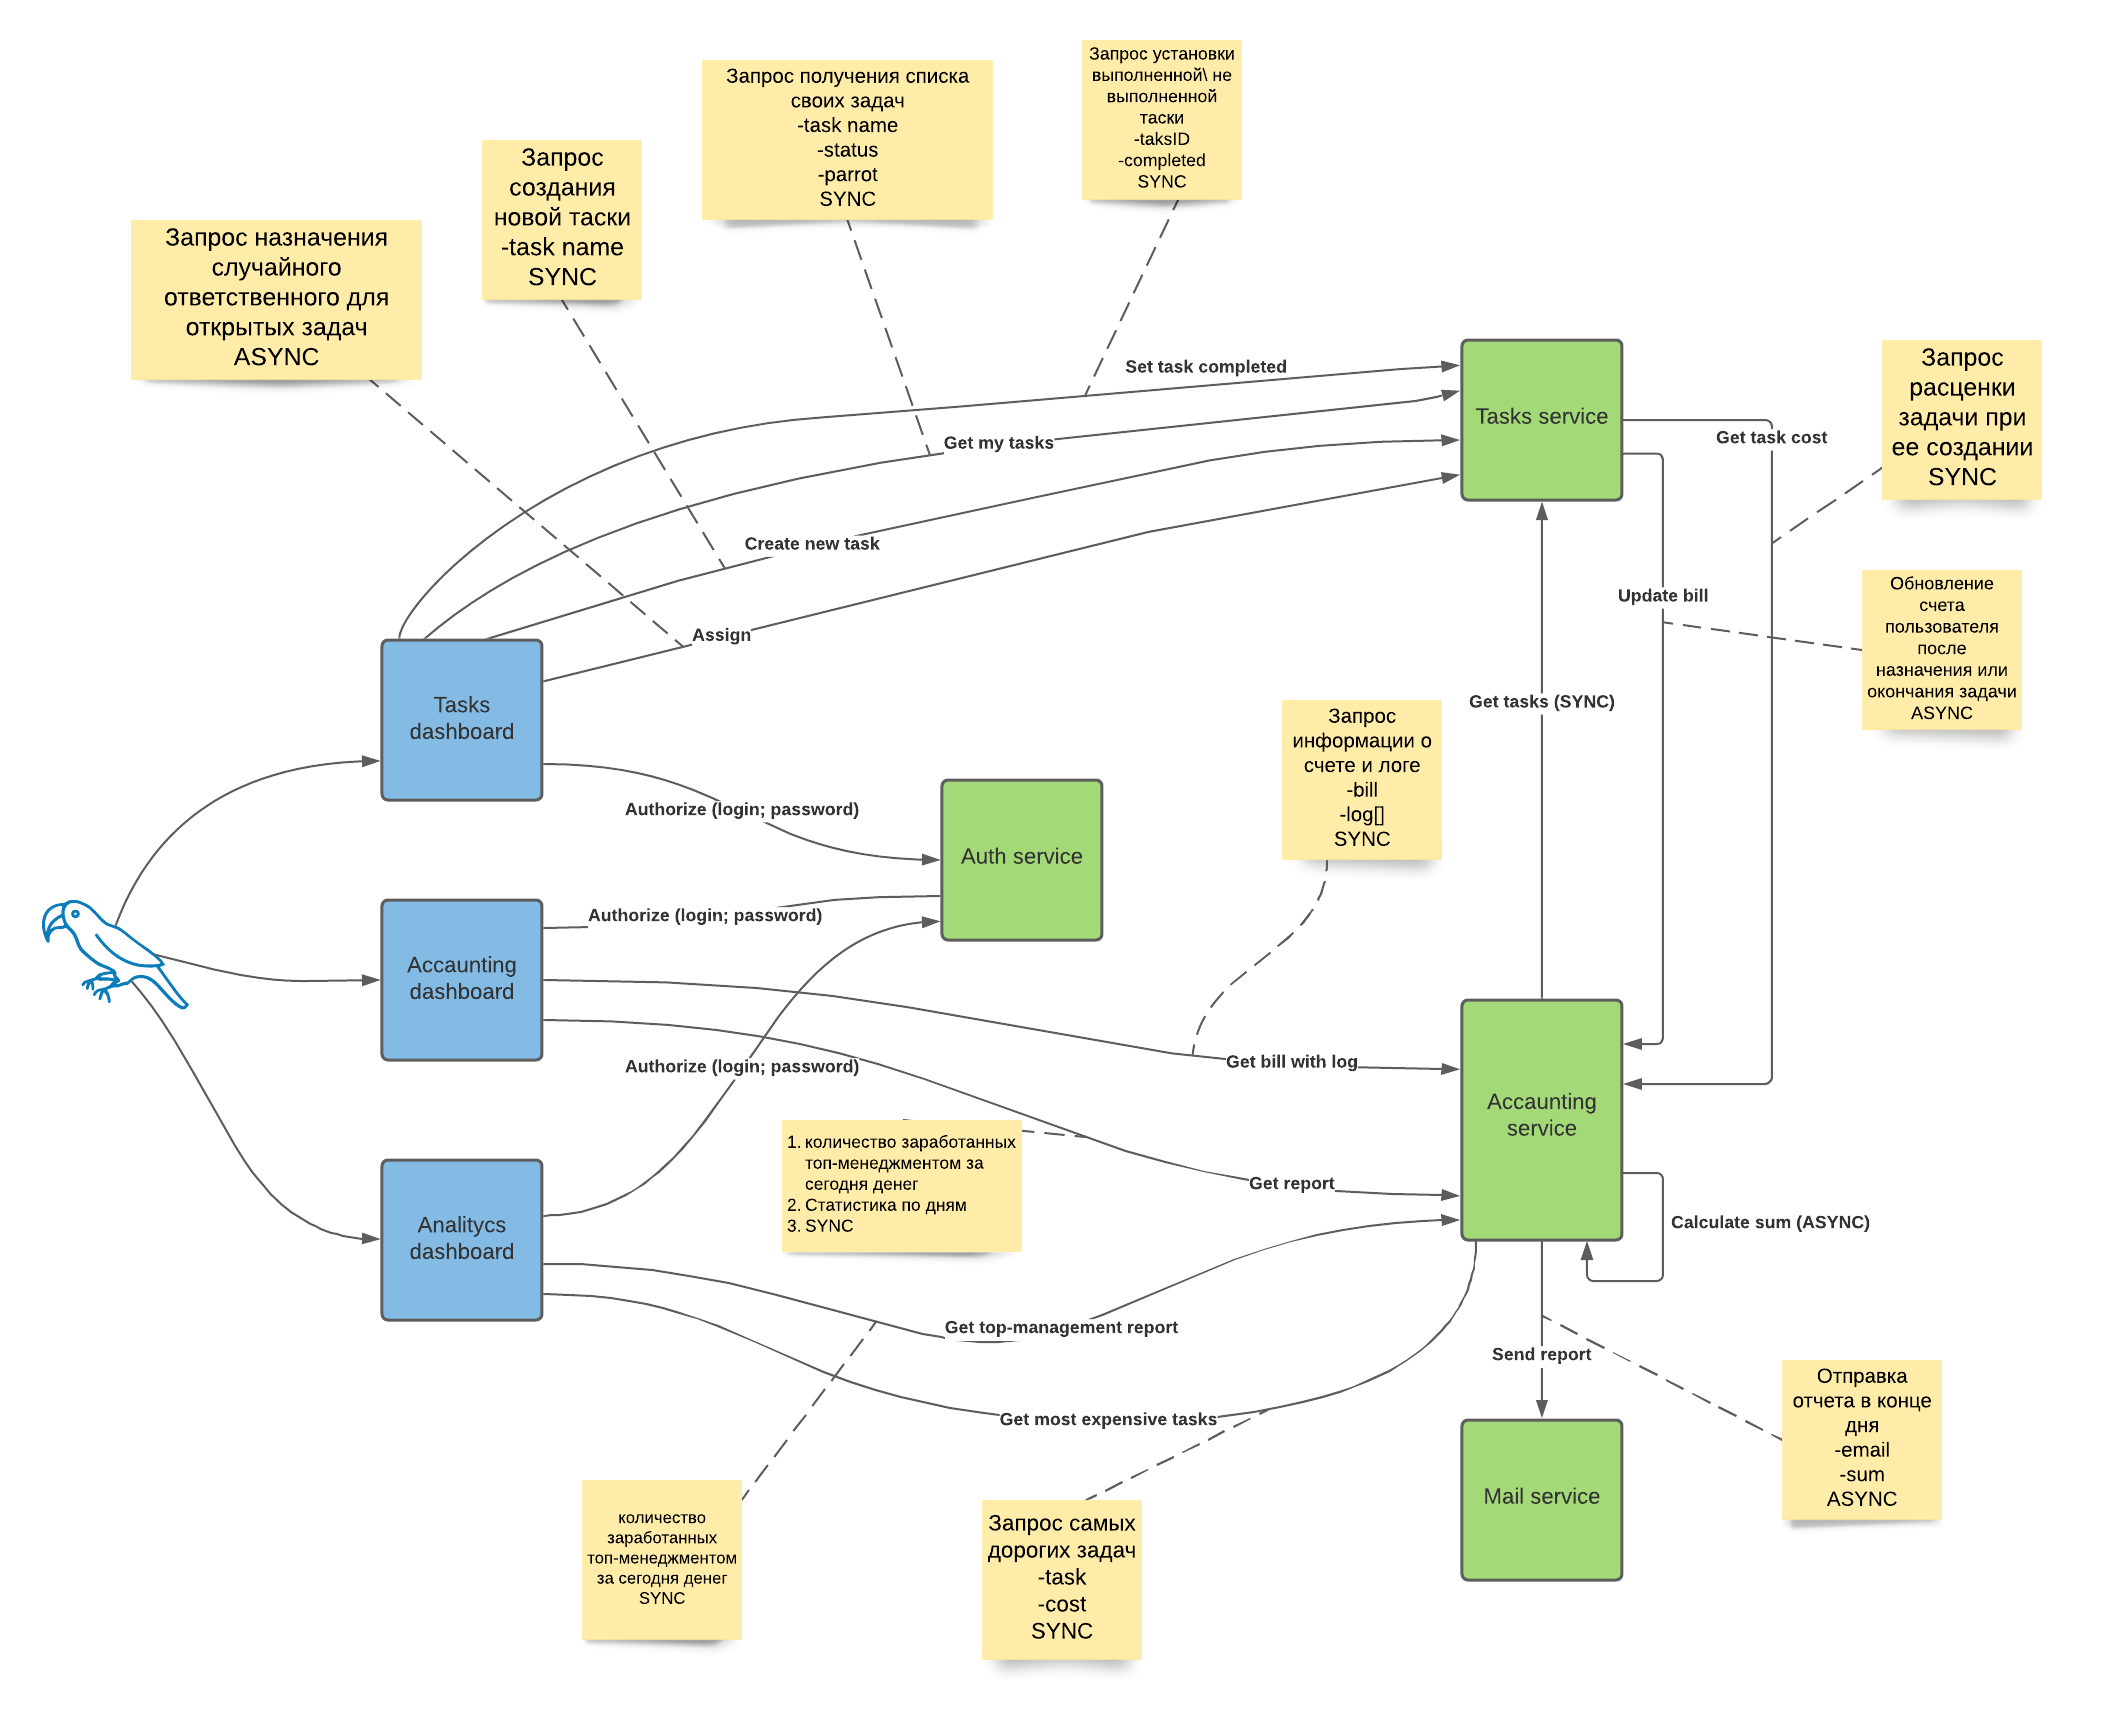 Запрос установки
выполненной\ не
выполненной
таски
-taksID
-completed
SYNC
Запрос получения списка
своих задач
-task name
-status
-parrot
SYNC
Запрос
создания
новой таски
-task name
SYNC
Запрос назначения
случайного
ответственного для
открытых задач
ASYNC
Set task completed
Get my tasks
Create new task
Assign
Tasks service
Get task cost
Запрос
расценки
задачи при
ее создании
SYNC
Update bill
Обновление
счета
пользователя
после
назначения или
окончания задачи
ASYNC
Get tasks (SYNC)
Tasks
dashboard
Authorize (login; password)
Auth service
Запрос
информации о
счете и логе
-bill
-log[]
SYNC
Authorize (login; password)
Accaunting
dashboard
Get bill with log
Authorize (login; password)
Accaunting
service
1. количество заработанных
топ-менеджментом за
сегодня денег
2. Статистика по дням
3. SYNC
Get report
Calculate sum (ASYNC)
Analitycs
dashboard
Get top-management report
Send report
Get most expensive tasks
Отправка
отчета в конце
дня
-email
-sum
ASYNC
Mail service
количество
заработанных
топ-менеджментом
за сегодня денег
SYNC
Запрос самых
дорогих задач
-task
-cost
SYNC